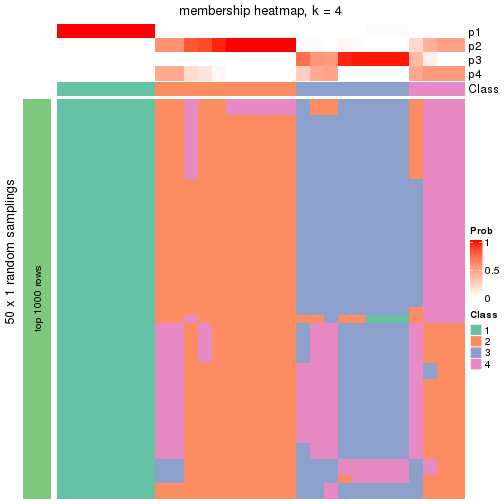 membership heatmap, k = 4
p1
p2
p3
p4
Class
50 x 1 random samplings
top 1000 rows
Prob
1
0.5
0
Class
1
2
3
4